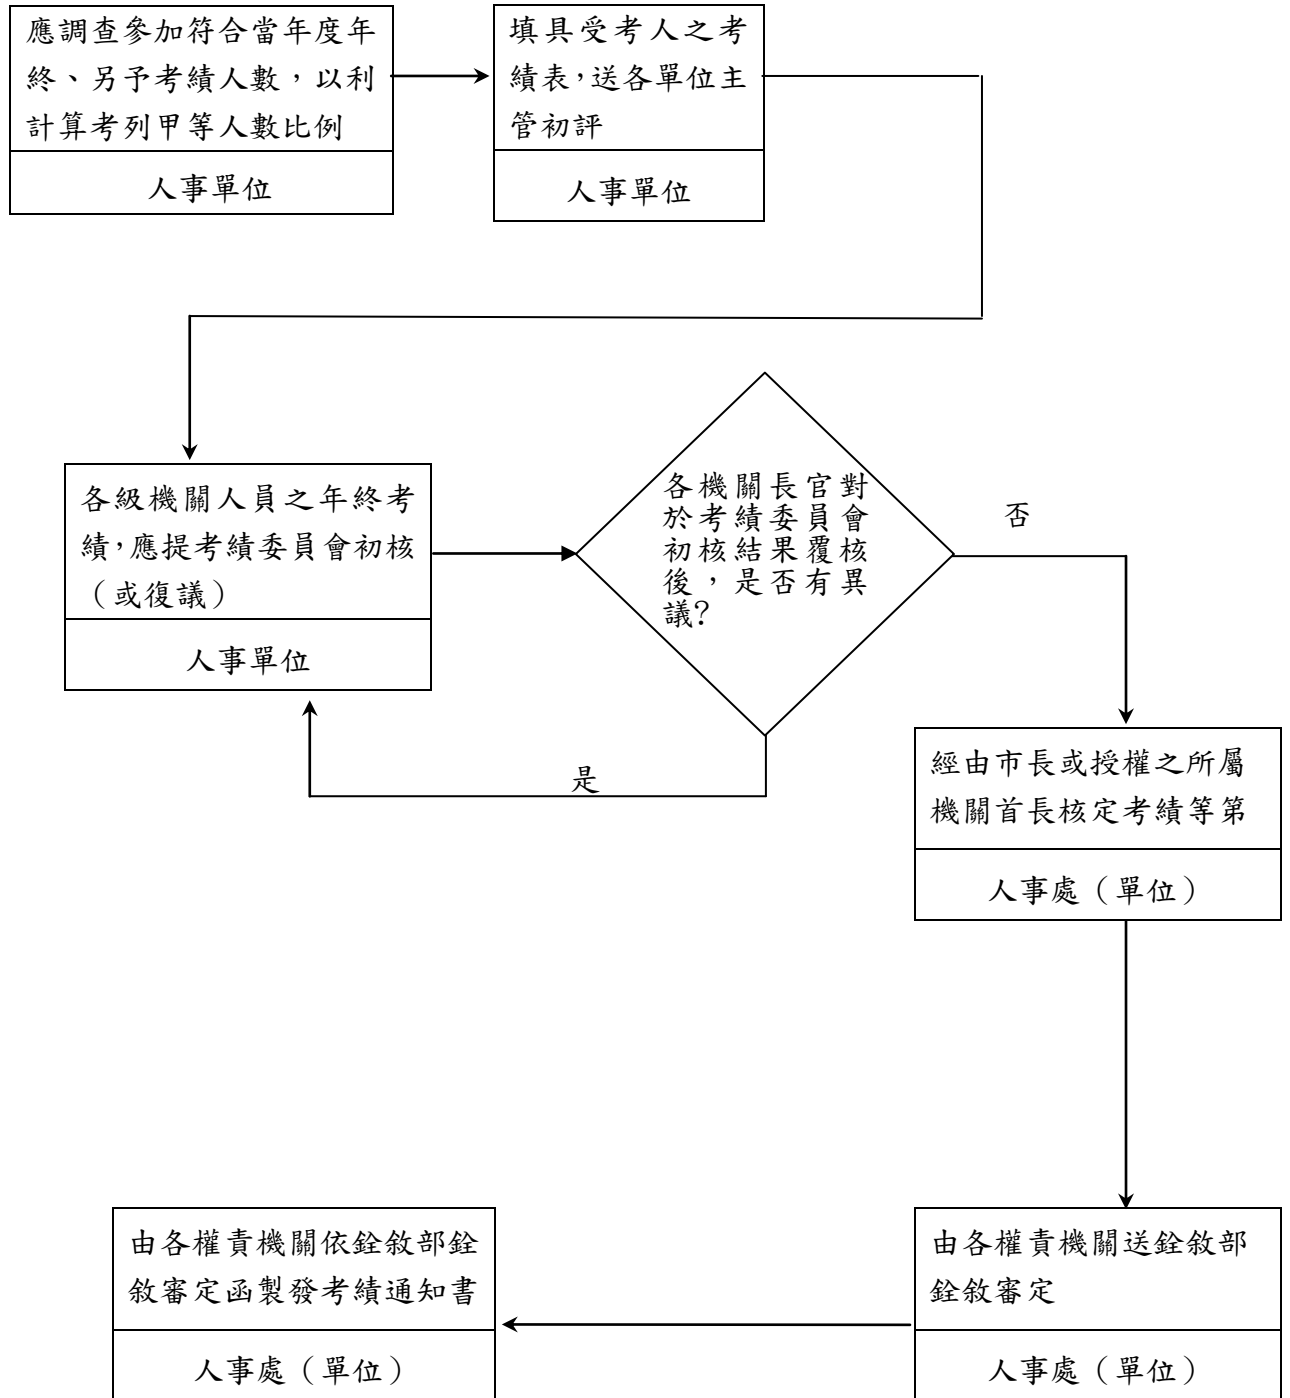 應調查參加符合當年度年
終、另予考績人數，以利
計算考列甲等人數比例
人事單位
填具受考人之考
績表，送各單位主
管初評
人事單位
各級機關人員之年終考
績，應提考績委員會初核
（或復議）
人事單位
各機關長官對
於考績委員會
初核結果覆核
後，是否有異
議?
否
是
經由市長或授權之所屬
機關首長核定考績等第
人事處（單位）
由各權責機關送銓敘部
銓敘審定
人事處（單位）
由各權責機關依銓敘部銓
敘審定函製發考績通知書
人事處（單位）